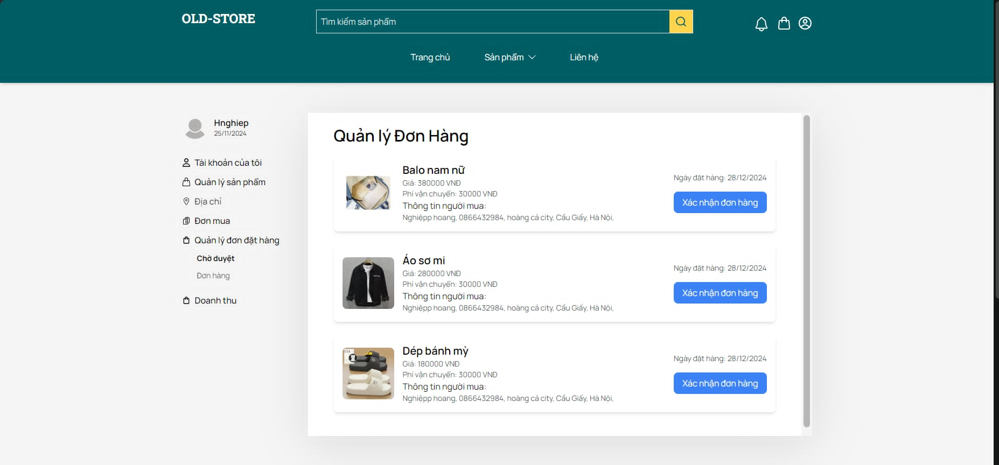 OLD-STORE
Tìm kiếm sản phẩm
Trang chủ
Sản phẩm
Liên hệ
Hnghiep
25/11/2024
Tài khoản của tôi
Quản lý sản phẩm
Địa chỉ
Đơn mua
Quản lý đơn đặt hàng
Chờ duyệt
Đơn hàng
Doanh thu
Quản lý Đơn Hàng
Balo nam nữ
Giá: 380000 VNĐ
Phí vận chuyển: 30000 VNĐ
Thông tin người mua:
Nghiệpp hoang, 0866432984, hoàng cả city, Cầu Giấy, Hà Nội,
Ngày đặt hàng: 28/12/2024
Xác nhận đơn hàng
Áo sơ mi
Giá: 280000 VNĐ
Phí vận chuyển: 30000 VNĐ
Thông tin người mua:
Nghiệpp hoang, 0866432984, hoàng cả city, Cầu Giấy, Hà Nội,
Ngày đặt hàng: 28/12/2024
Xác nhận đơn hàng
EVA
Dép bánh mỳ
Giá: 180000 VNĐ
Phí vận chuyển: 30000 VNĐ
Thông tin người mua:
Nghiệpp hoang, 0866432984, hoàng cả city, Cầu Giấy, Hà Nội,
Ngày đặt hàng: 28/12/2024
Xác nhận đơn hàng